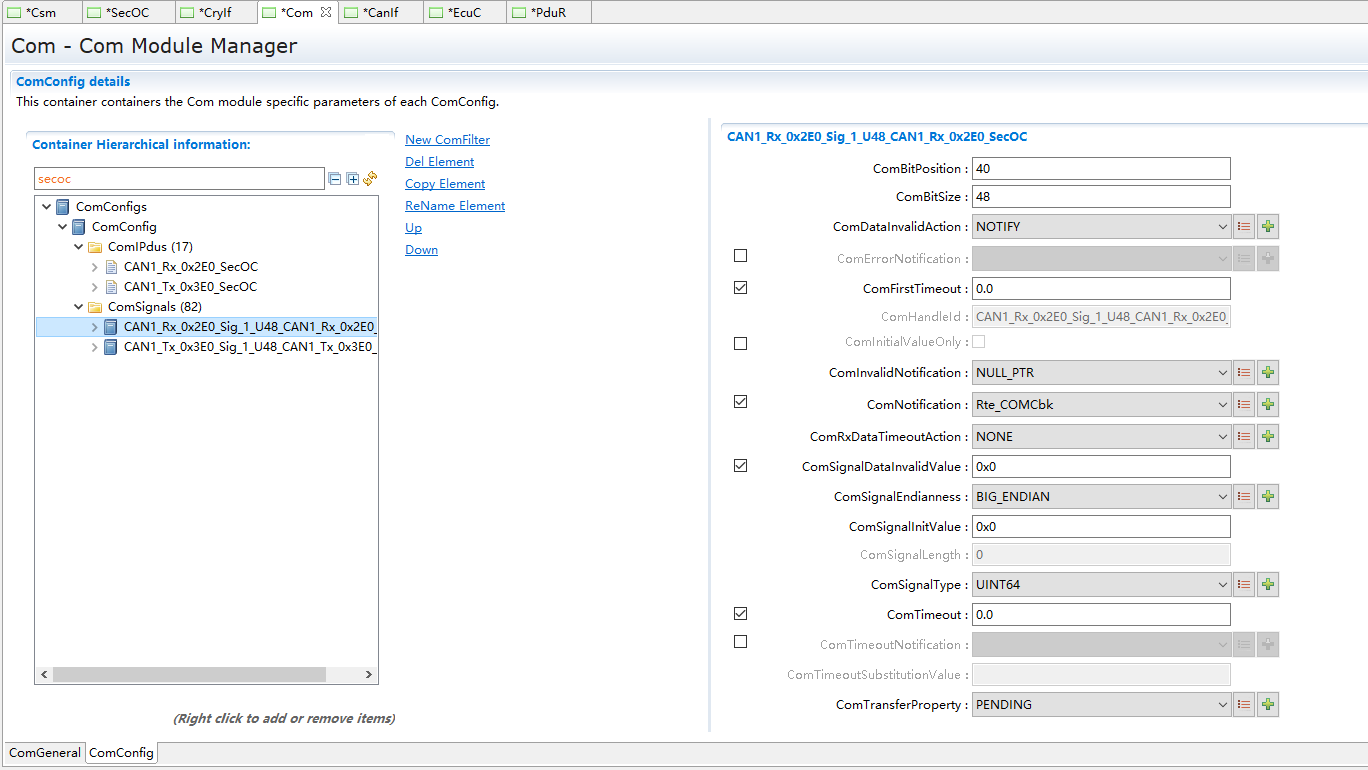 *Csm *SecOC *CryIf *Com *CanIf *EcuC *PduR
Com - Com Module Manager
ComConfig details
This container containers the Com module specific parameters of each ComConfig.
Container Hierarchical information:
secoc
ComConfigs
ComConfig
ComIPdus (17)
CAN1_Rx_0x2E0_SecOC
CAN1_Tx_0x3E0_SecOC
ComSignals (82)
CAN1_Rx_0x2E0_Sig_1_U48_CAN1_Rx_0x2E0_
CAN1_Tx_0x3E0_Sig_1_U48_CAN1_Tx_0x3E0_
(Right click to add or remove items)
New ComFilter
Del Element
Copy Element
ReName Element
Up
Down
CAN1_Rx_0x2E0_Sig_1_U48_CAN1_Rx_0x2E0_SecOC
ComBitPosition : 40
ComBitSize : 48
ComDataInvalidAction : NOTIFY
ComErrorNotification :
ComFirstTimeout : 0.0
ComHandleId : CAN1_Rx_0x2E0_Sig_1_U48_CAN1_Rx_0x2E0_
ComInitialValueOnly :
ComInvalidNotification : NULL_PTR
ComNotification : Rte_COMCbk
ComRxDataTimeoutAction : NONE
ComSignalDataInvalidValue : 0x0
ComSignalEndianness : BIG_ENDIAN
ComSignalInitValue : 0x0
ComSignalLength : 0
ComSignalType : UINT64
ComTimeout : 0.0
ComTimeoutNotification :
ComTimeoutSubstitutionValue :
ComTransferProperty : PENDING
ComGeneral ComConfig